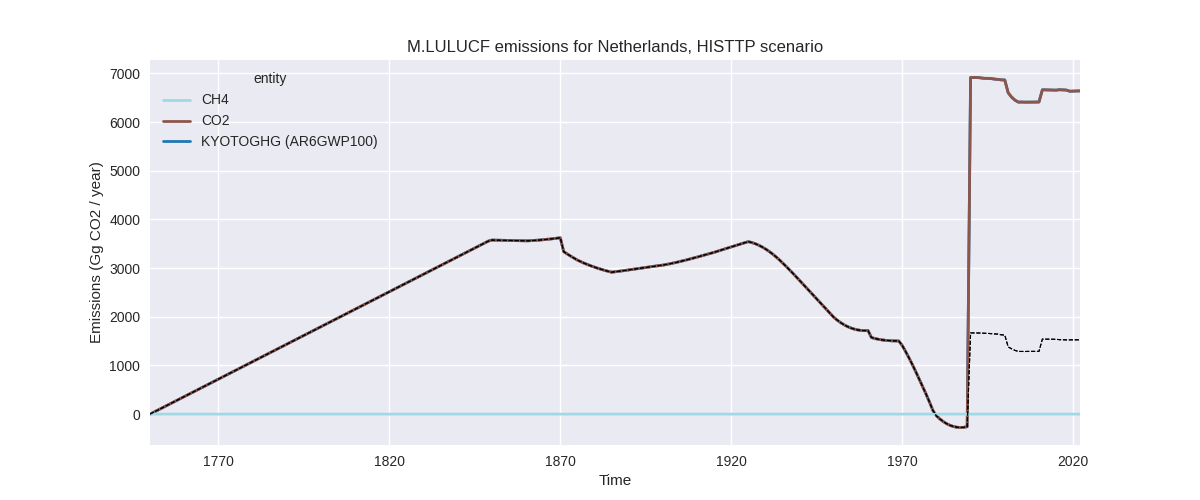 M.LULUCF emissions for Netherlands, HISTTP scenario
entity
CH4
CO2
KYOTOGHG (AR6GWP100)
Emissions (Gg CO2 / year)
7000
6000
5000
4000
3000
2000
1000
0
1770
1820
1870
1920
1970
2020
Time